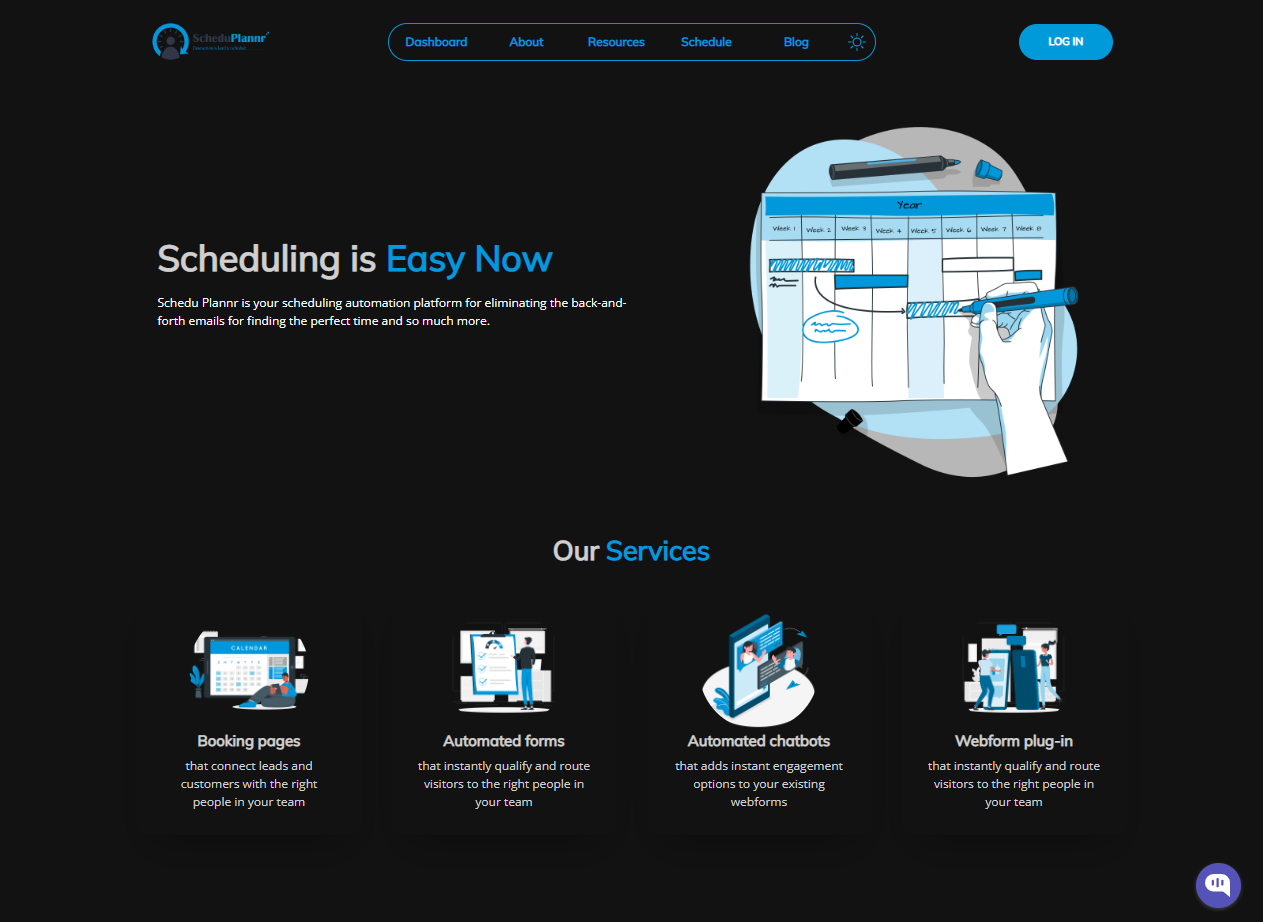 ScheduPlannr
Dashboard
About
Resources
Schedule
Blog
LOG IN
Year
Week 1
Week 2
Week 3
Week 4
Week 5
Week 6
Week 7
Week 8
Scheduling is Easy Now
Schedu Plannr is your scheduling automation platform for eliminating the back-and-
forth emails for finding the perfect time and so much more.
Our Services
CALENDAR
Booking pages
that connect leads and
customers with the right
people in your team
Automated forms
that instantly qualify and route
visitors to the right people in
your team
Automated chatbots
that adds instant engagement
options to your existing
webforms
Webform plug-in
that instantly qualify and route
visitors to the right people in
your team